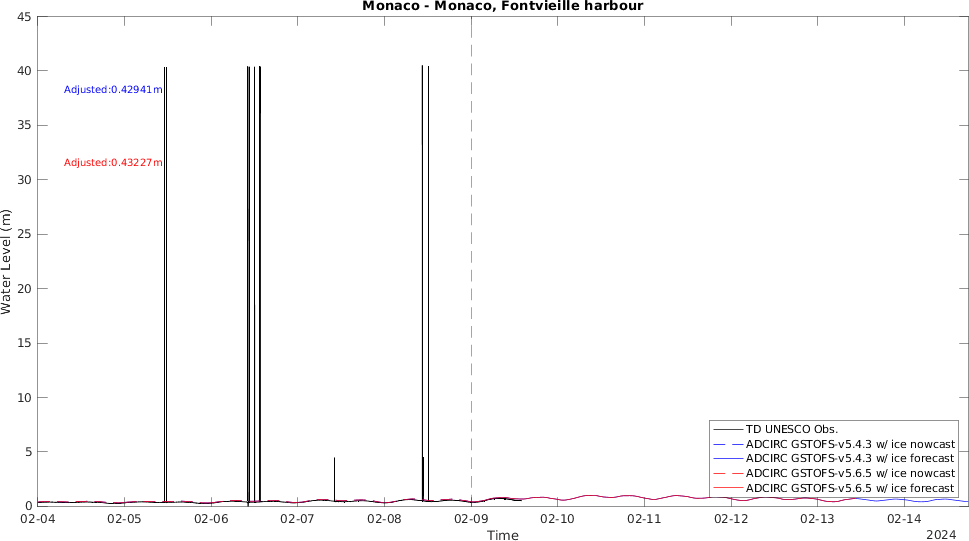 Monaco - Monaco, Fontvieille harbour
45
40
35
30
25
20
15
10
5
0
Water Level (m)
Adjusted:0.42941m
Adjusted:0.43227m
TD UNESCO Obs.
ADCIRC GSTOFS-v5.4.3 w/ ice nowcast
ADCIRC GSTOFS-v5.4.3 w/ ice forecast
ADCIRC GSTOFS-v5.6.5 w/ ice nowcast
ADCIRC GSTOFS-v5.6.5 w/ ice forecast
02-04 02-05 02-06 02-07 02-08 02-09 02-10 02-11 02-12 02-13 02-14
Time
2024